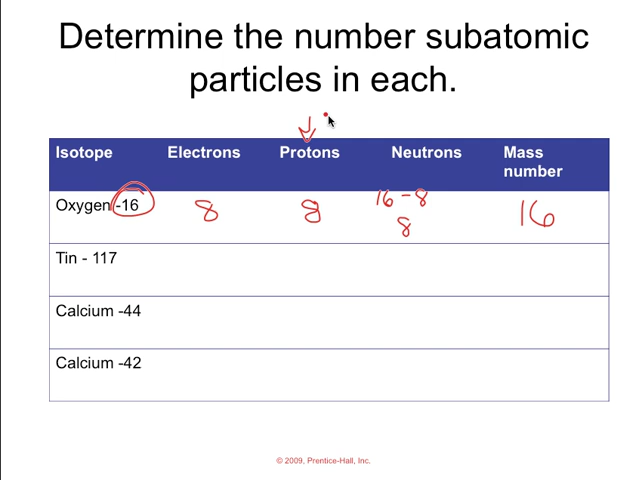 Determine the number subatomic
particles in each.
Isotope Electrons Protons Neutrons Mass number
Oxygen -16 8 8 16 - 8 16
8
Tin - 117
Calcium -44
Calcium -42
© 2009, Prentice-Hall, Inc.